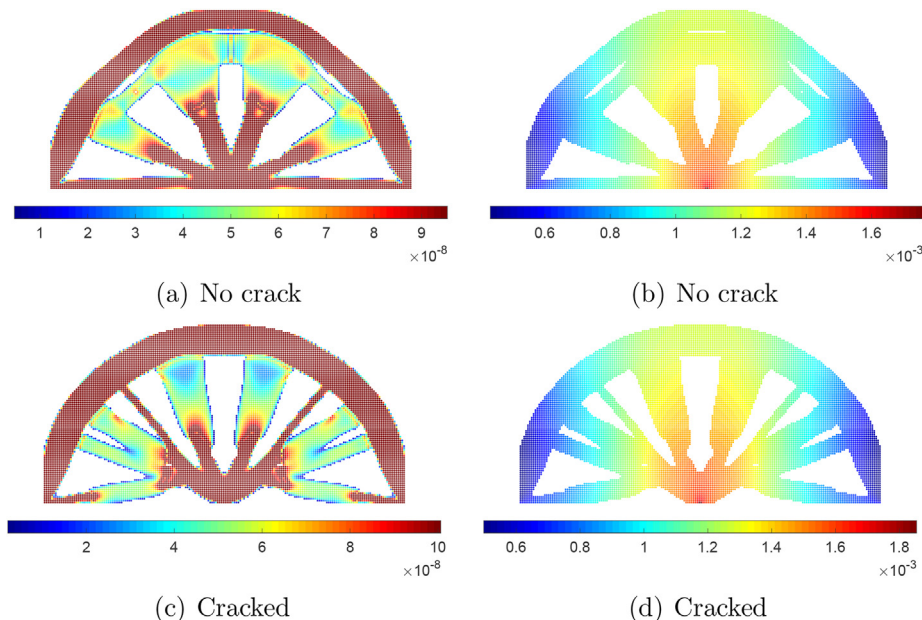 1 2 3 4 5 6 7 8 9
×10⁻⁸
0.6 0.8 1 1.2 1.4 1.6
×10⁻³
(a) No crack
(b) No crack
2 4 6 8 10
×10⁻⁸
0.6 0.8 1 1.2 1.4 1.6 1.8
×10⁻³
(c) Cracked
(d) Cracked